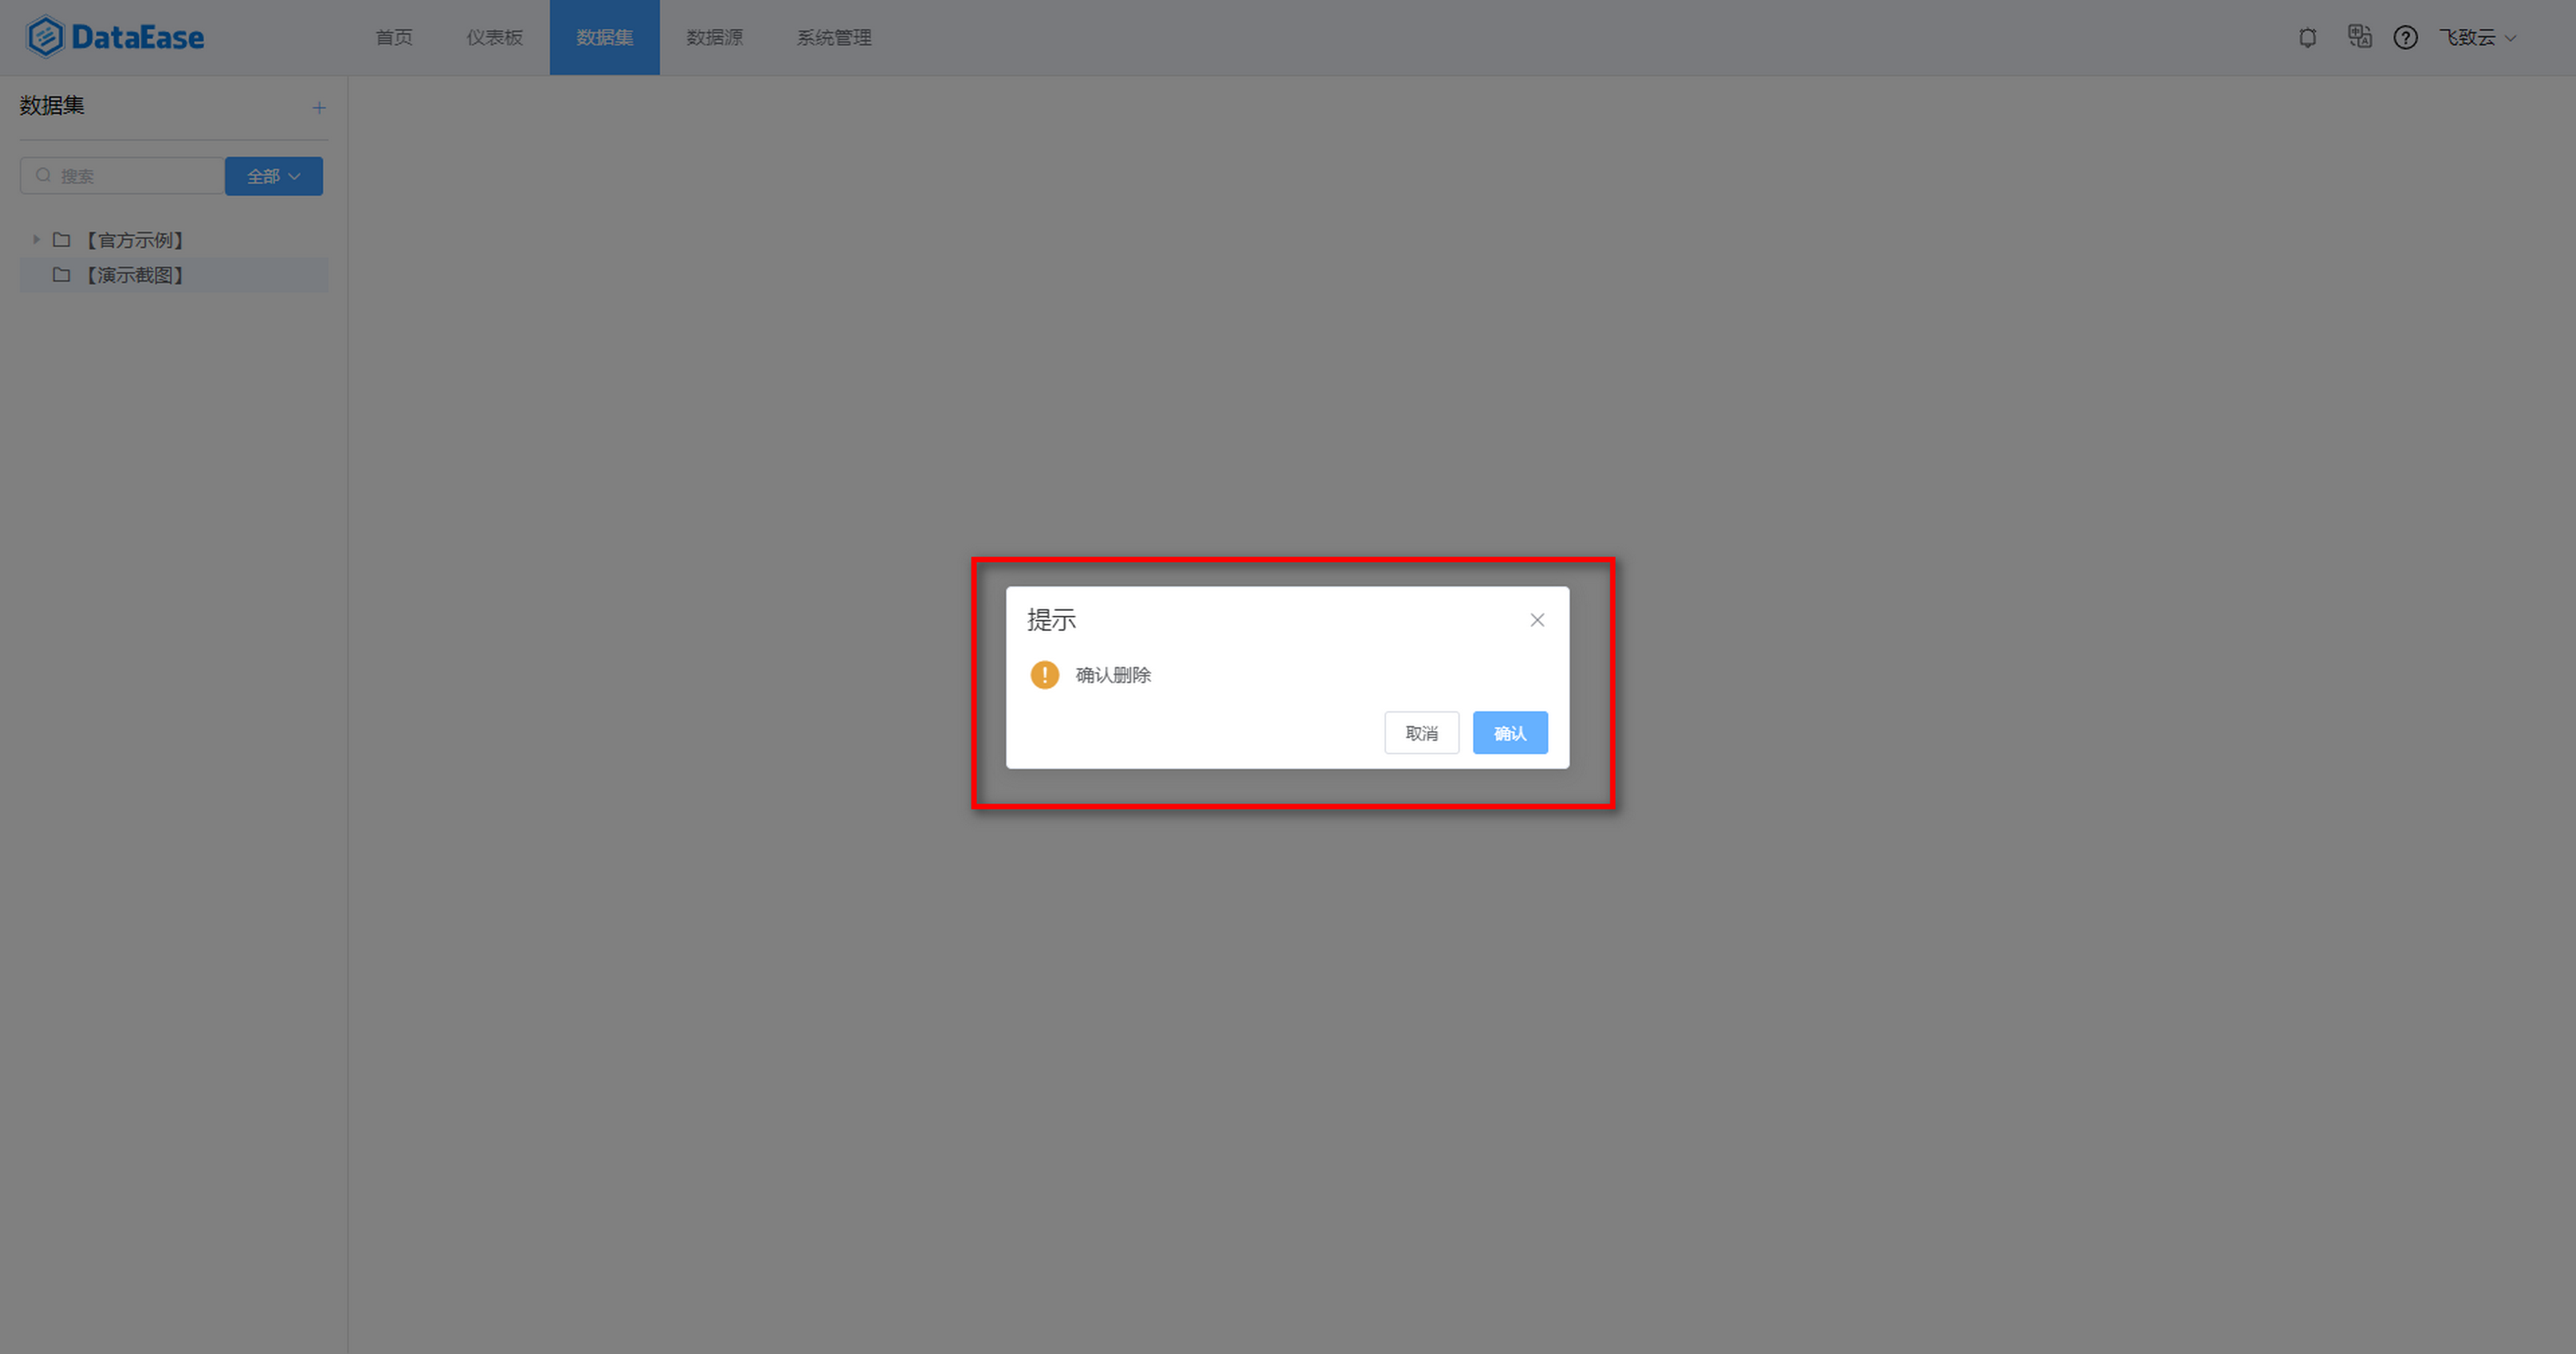 DataEase 首页 仪表板 数据集 数据源 系统管理 飞致云
数据集
搜索 全部
【官方示例】
【演示截图】
提示
确认删除
取消 确认